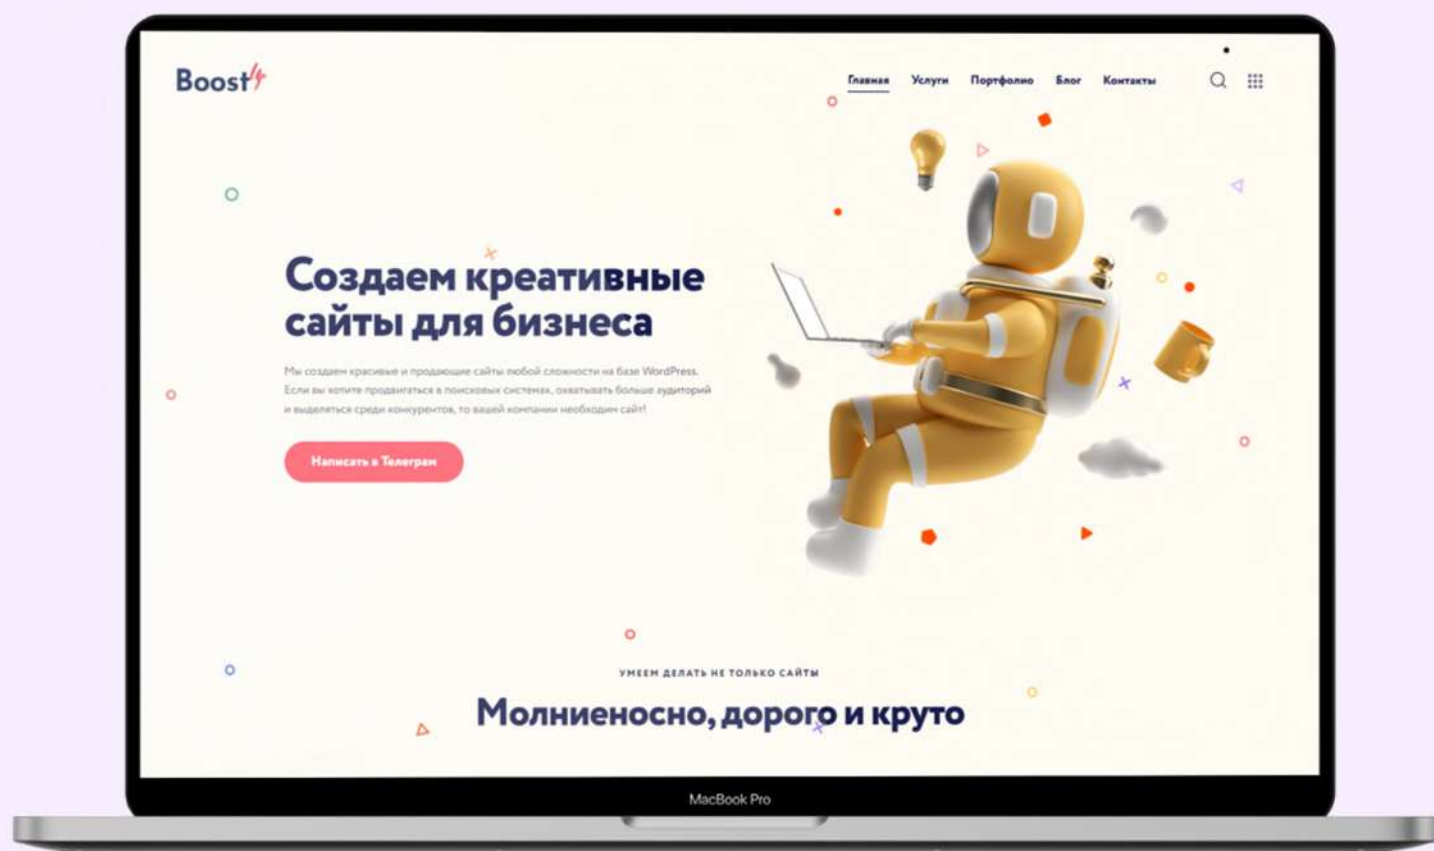 Boost
Главная Услуги Портфолио Блог Контакты
Создаем креативные
сайты для бизнеса
Мы создаем красивые и продающие сайты любой сложности на базе WordPress.
Если вы хотите продвигаться в поисковых системах, охватывать больше аудиторий
и выделяться среди конкурентов, то вашей компании необходим сайт!
Написать в Телеграм
УМЕЕМ ДЕЛАТЬ НЕ ТОЛЬКО САЙТЫ
Молниеносно, дорого и круто
MacBook Pro